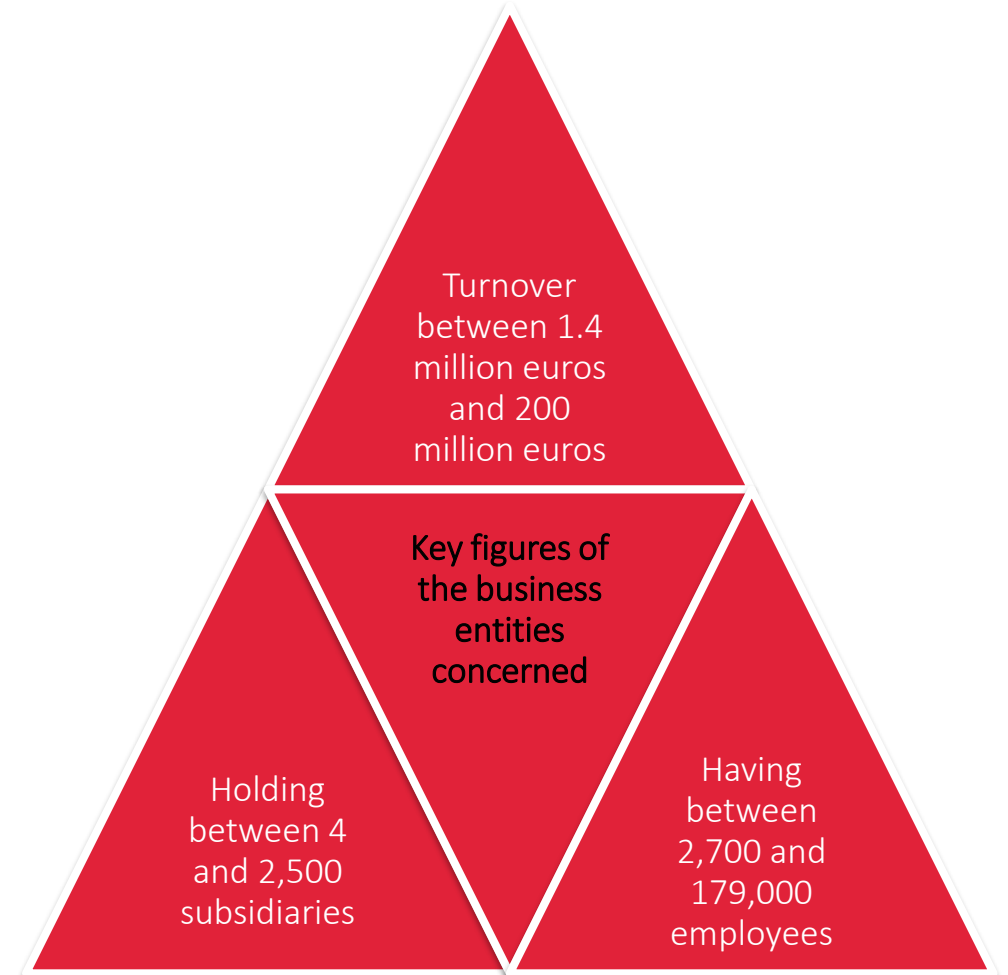 Turnover
between 1.4
million euros
and 200
million euros
Key figures of
the business
entities
concerned
Holding
between 4
and 2,500
subsidiaries
Having
between
2,700 and
179,000
employees